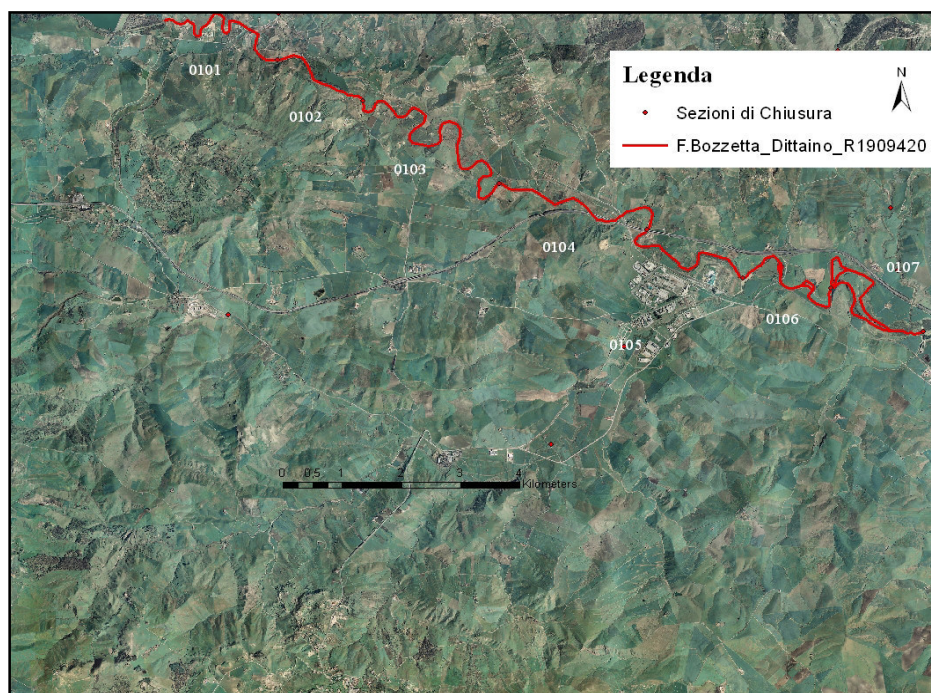 0101
0102
0103
0104
0105
0106
0107
Legenda
N
Sezioni di Chiusura
F.Bozzetta_Dittaino_R1909420
0 0,5 1 2 3 4
Kilometers